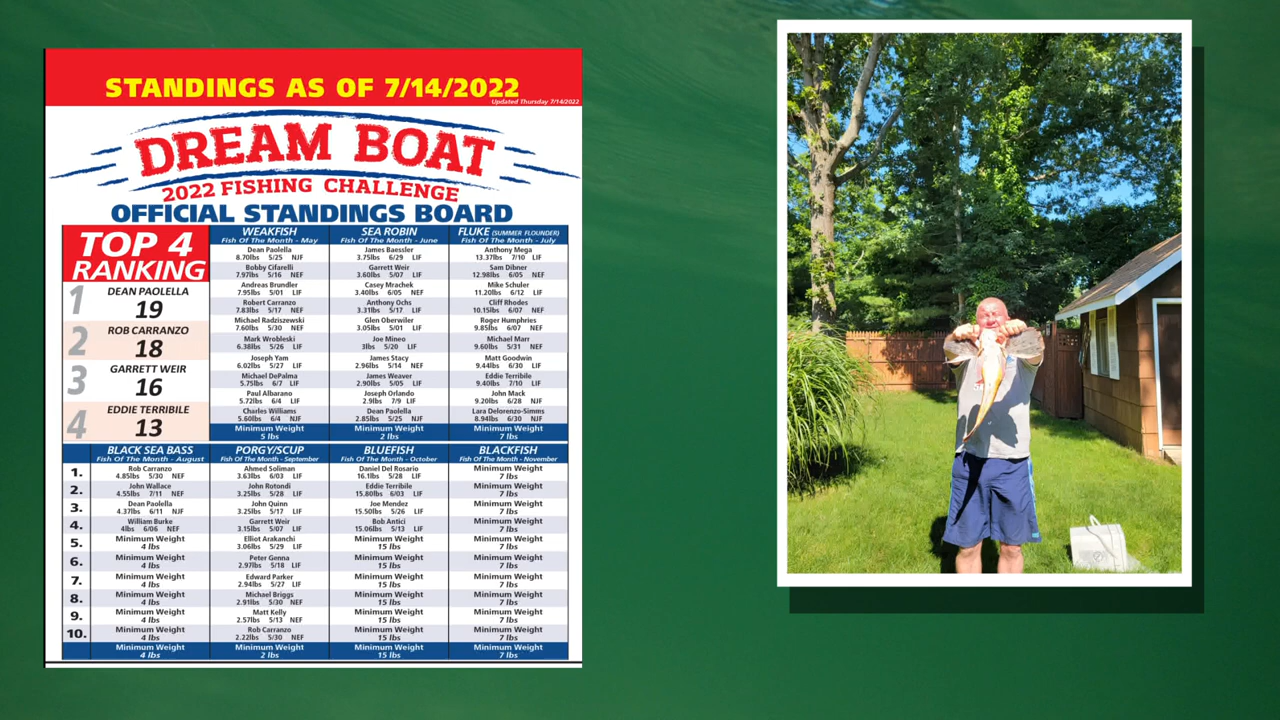 STANDINGS AS OF 7/14/2022
Updated Thursday 7/14/2022
DREAM BOAT
2022 FISHING CHALLENGE
OFFICIAL STANDINGS BOARD
TOP 4
RANKING
1
DEAN PAOLELLA
19
2
ROB CARRANZO
18
3
GARRETT WEIR
16
4
EDDIE TERRIBILE
13
WEAKFISH
Fish Of The Month - May
Dean Paolella
8.70lbs 5/25 NJF
Bobby Cifarelli
7.97lbs 5/16 NEF
Andreas Brundler
7.95lbs 5/01 LIF
Robert Carranzo
7.83lbs 5/17 NEF
Michael Radziszewski
7.60lbs 5/30 NEF
Mark Wrobleski
6.38lbs 5/26 LIF
Joseph Yam
6.02lbs 5/27 LIF
Michael DePalma
5.75lbs 6/7 LIF
Paul Albarano
5.72lbs 6/4 LIF
Charles Williams
5.60lbs 6/4 NJF
Minimum Weight
5 lbs
SEA ROBIN
Fish Of The Month - June
James Baessler
3.75lbs 6/29 LIF
Garrett Weir
3.60lbs 5/07 LIF
Casey Mrachek
3.40lbs 6/05 NEF
Anthony Ochs
3.31lbs 5/17 LIF
Glen Oberwiler
3.05lbs 5/01 LIF
Joe Mineo
3lbs 5/20 LIF
James Stacy
2.96lbs 5/14 NEF
James Weaver
2.90lbs 5/05 LIF
Joseph Orlando
2.9lbs 7/9 LIF
Dean Paolella
2.85lbs 5/25 NJF
Minimum Weight
2 lbs
FLUKE (SUMMER FLOUNDER)
Fish Of The Month - July
Anthony Mega
13.37lbs 7/10 LIF
Sam Dibner
12.98lbs 6/05 NEF
Mike Schuler
11.20lbs 6/12 LIF
Cliff Rhodes
10.15lbs 6/07 NEF
Roger Humphries
9.85lbs 6/07 NEF
Michael Marr
9.60lbs 5/31 NEF
Matt Goodwin
9.44lbs 6/30 LIF
Eddie Terribile
9.40lbs 7/10 LIF
John Mack
9.20lbs 6/28 NJF
Lara Delorenzo-Simms
8.94lbs 6/30 NJF
Minimum Weight
7 lbs
1.
2.
3.
4.
5.
6.
7.
8.
9.
10.
BLACK SEA BASS
Fish Of The Month - August
Rob Carranzo
4.85lbs 5/30 NEF
John Wallace
4.55lbs 7/11 NEF
Dean Paolella
4.37lbs 6/11 NJF
William Burke
4lbs 6/06 NEF
Minimum Weight
4 lbs
Minimum Weight
4 lbs
Minimum Weight
4 lbs
Minimum Weight
4 lbs
Minimum Weight
4 lbs
Minimum Weight
4 lbs
Minimum Weight
4 lbs
PORGY/SCUP
Fish Of The Month - September
Ahmed Soliman
3.63lbs 6/03 LIF
John Rotondi
3.25lbs 5/28 LIF
John Quinn
3.25lbs 5/17 LIF
Garrett Weir
3.15lbs 5/07 LIF
Elliot Arakanchi
3.06lbs 5/29 LIF
Peter Genna
2.97lbs 5/18 LIF
Edward Parker
2.94lbs 5/27 LIF
Michael Briggs
2.91lbs 5/30 NEF
Matt Kelly
2.57lbs 5/13 NEF
Rob Carranzo
2.22lbs 5/30 NEF
Minimum Weight
2 lbs
BLUEFISH
Fish Of The Month - October
Daniel Del Rosario
16.1lbs 5/28 LIF
Eddie Terribile
15.80lbs 6/03 LIF
Joe Mendez
15.50lbs 5/26 LIF
Bob Antici
15.06lbs 5/13 LIF
Minimum Weight
15 lbs
Minimum Weight
15 lbs
Minimum Weight
15 lbs
Minimum Weight
15 lbs
Minimum Weight
15 lbs
Minimum Weight
15 lbs
Minimum Weight
15 lbs
BLACKFISH
Fish Of The Month - November
Minimum Weight
7 lbs
Minimum Weight
7 lbs
Minimum Weight
7 lbs
Minimum Weight
7 lbs
Minimum Weight
7 lbs
Minimum Weight
7 lbs
Minimum Weight
7 lbs
Minimum Weight
7 lbs
Minimum Weight
7 lbs
Minimum Weight
7 lbs
Minimum Weight
7 lbs